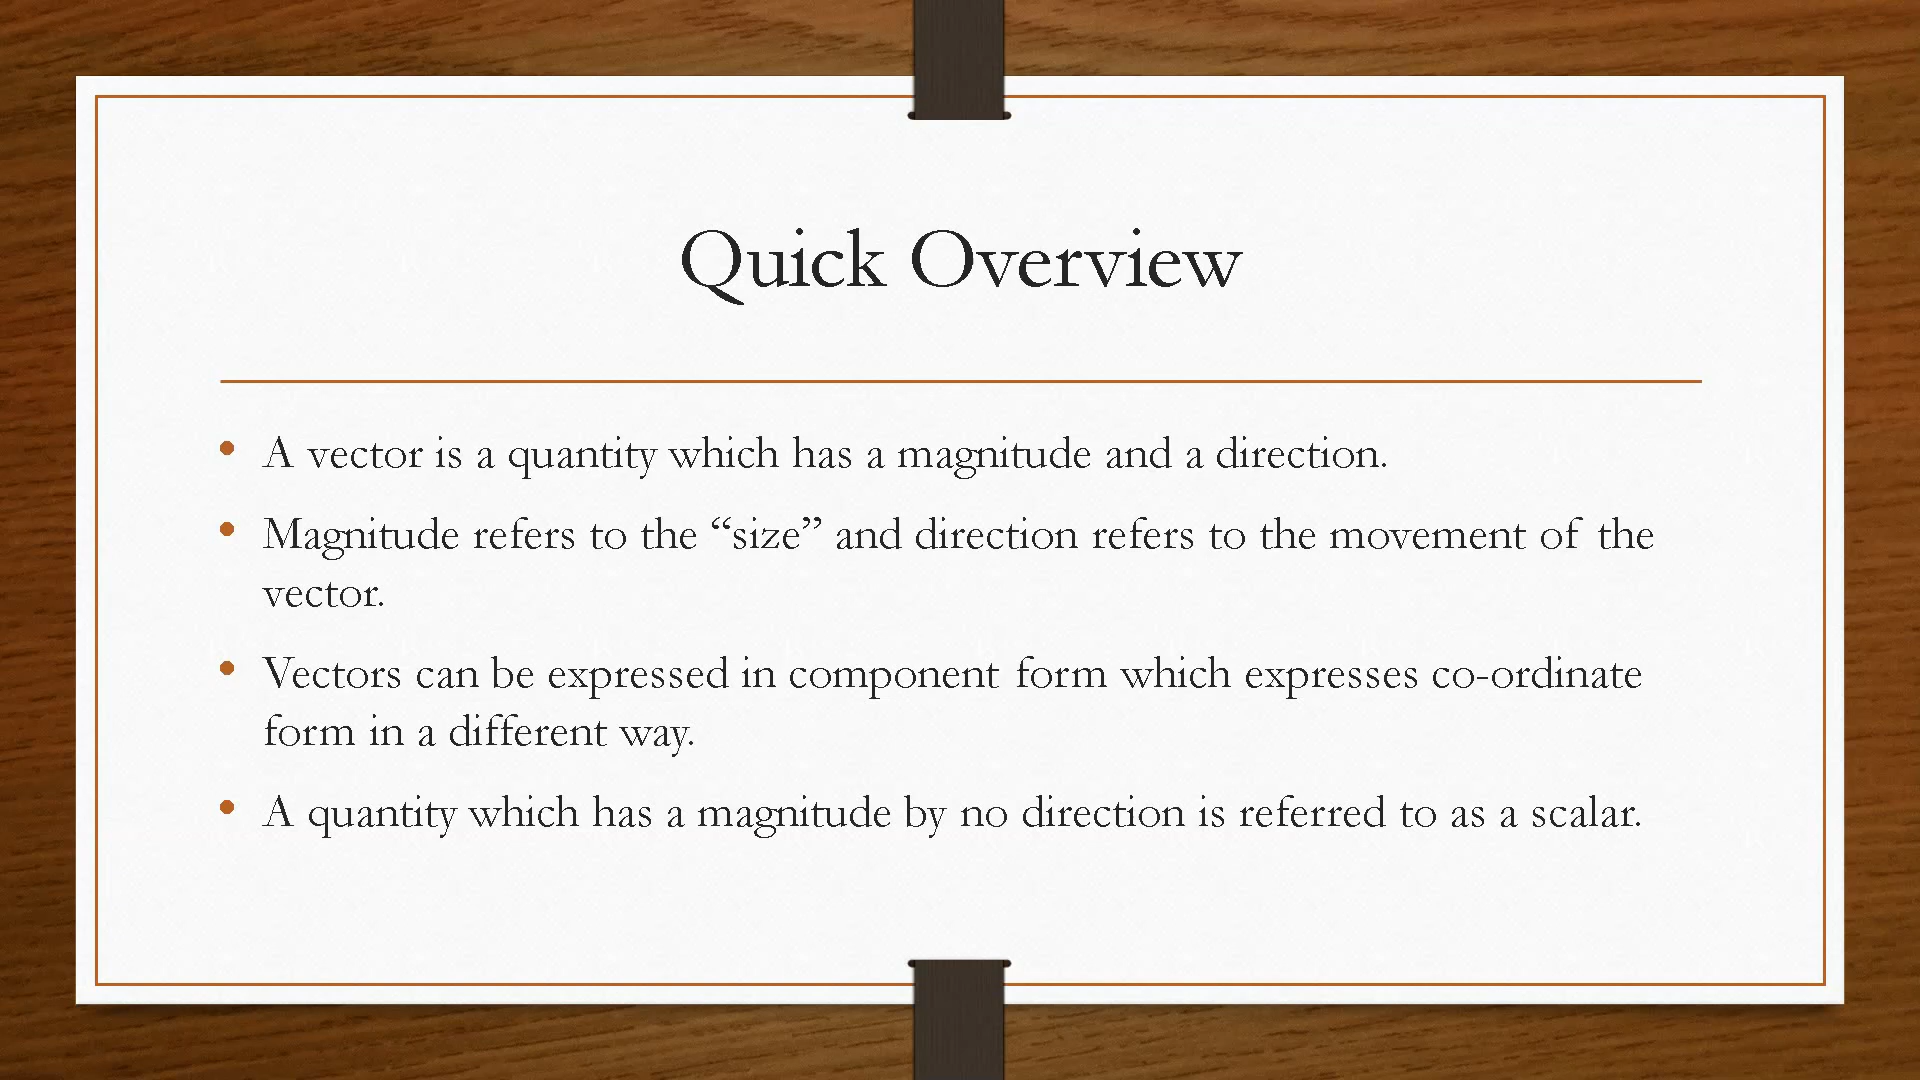 Quick Overview
• A vector is a quantity which has a magnitude and a direction.
• Magnitude refers to the “size” and direction refers to the movement of the
vector.
• Vectors can be expressed in component form which expresses co-ordinate
form in a different way.
• A quantity which has a magnitude by no direction is referred to as a scalar.